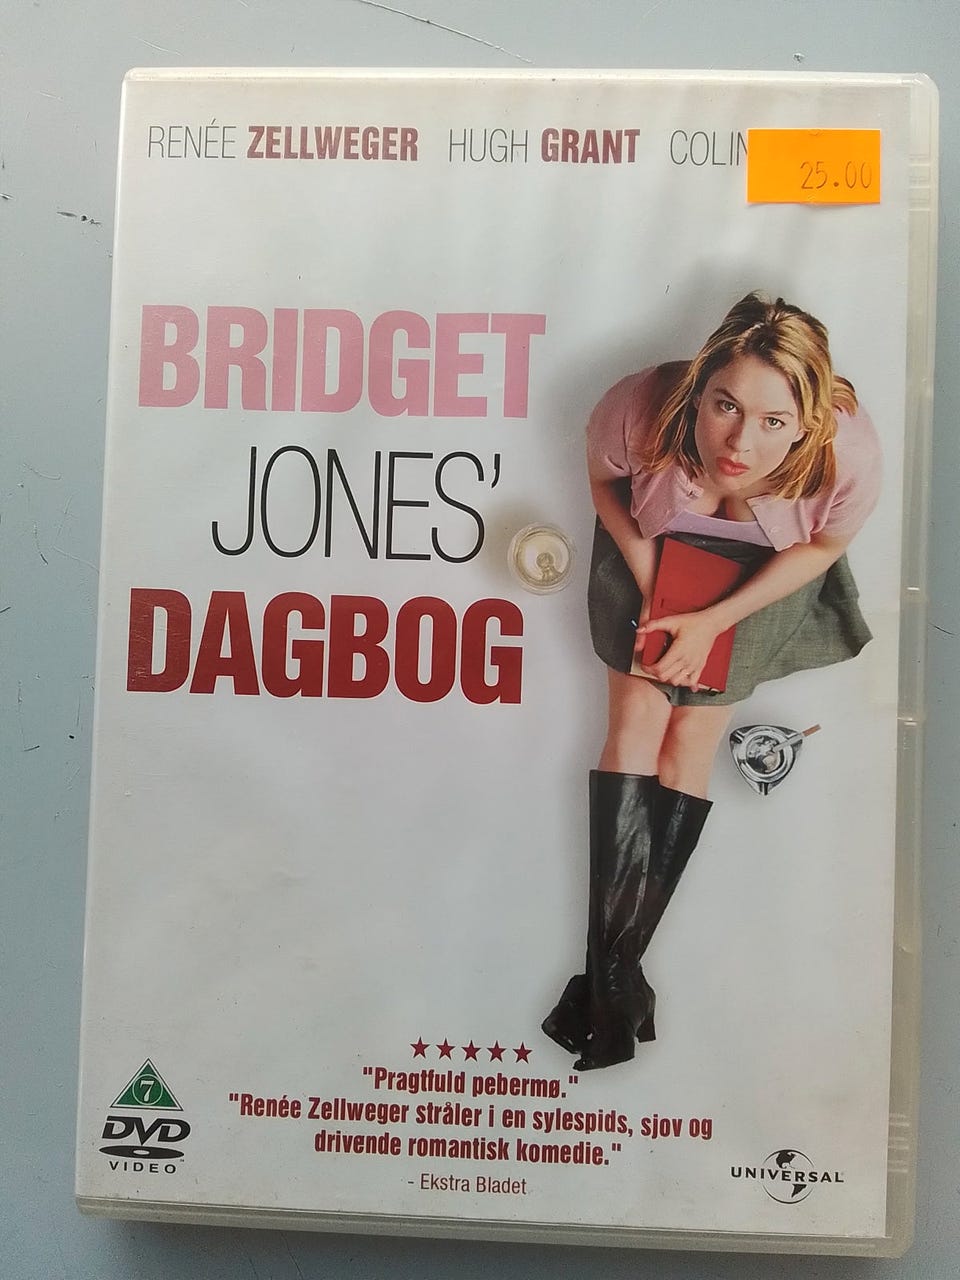 RENÉE ZELLWEGER HUGH GRANT COLIN
25.00
BRIDGET
JONES'
DAGBOG
"Pragtfuld pebermø."
"Renée Zellweger stråler i en sylespids, sjov og
drivende romantisk komedie."
- Ekstra Bladet
7
DVD
VIDEO
UNIVERSAL